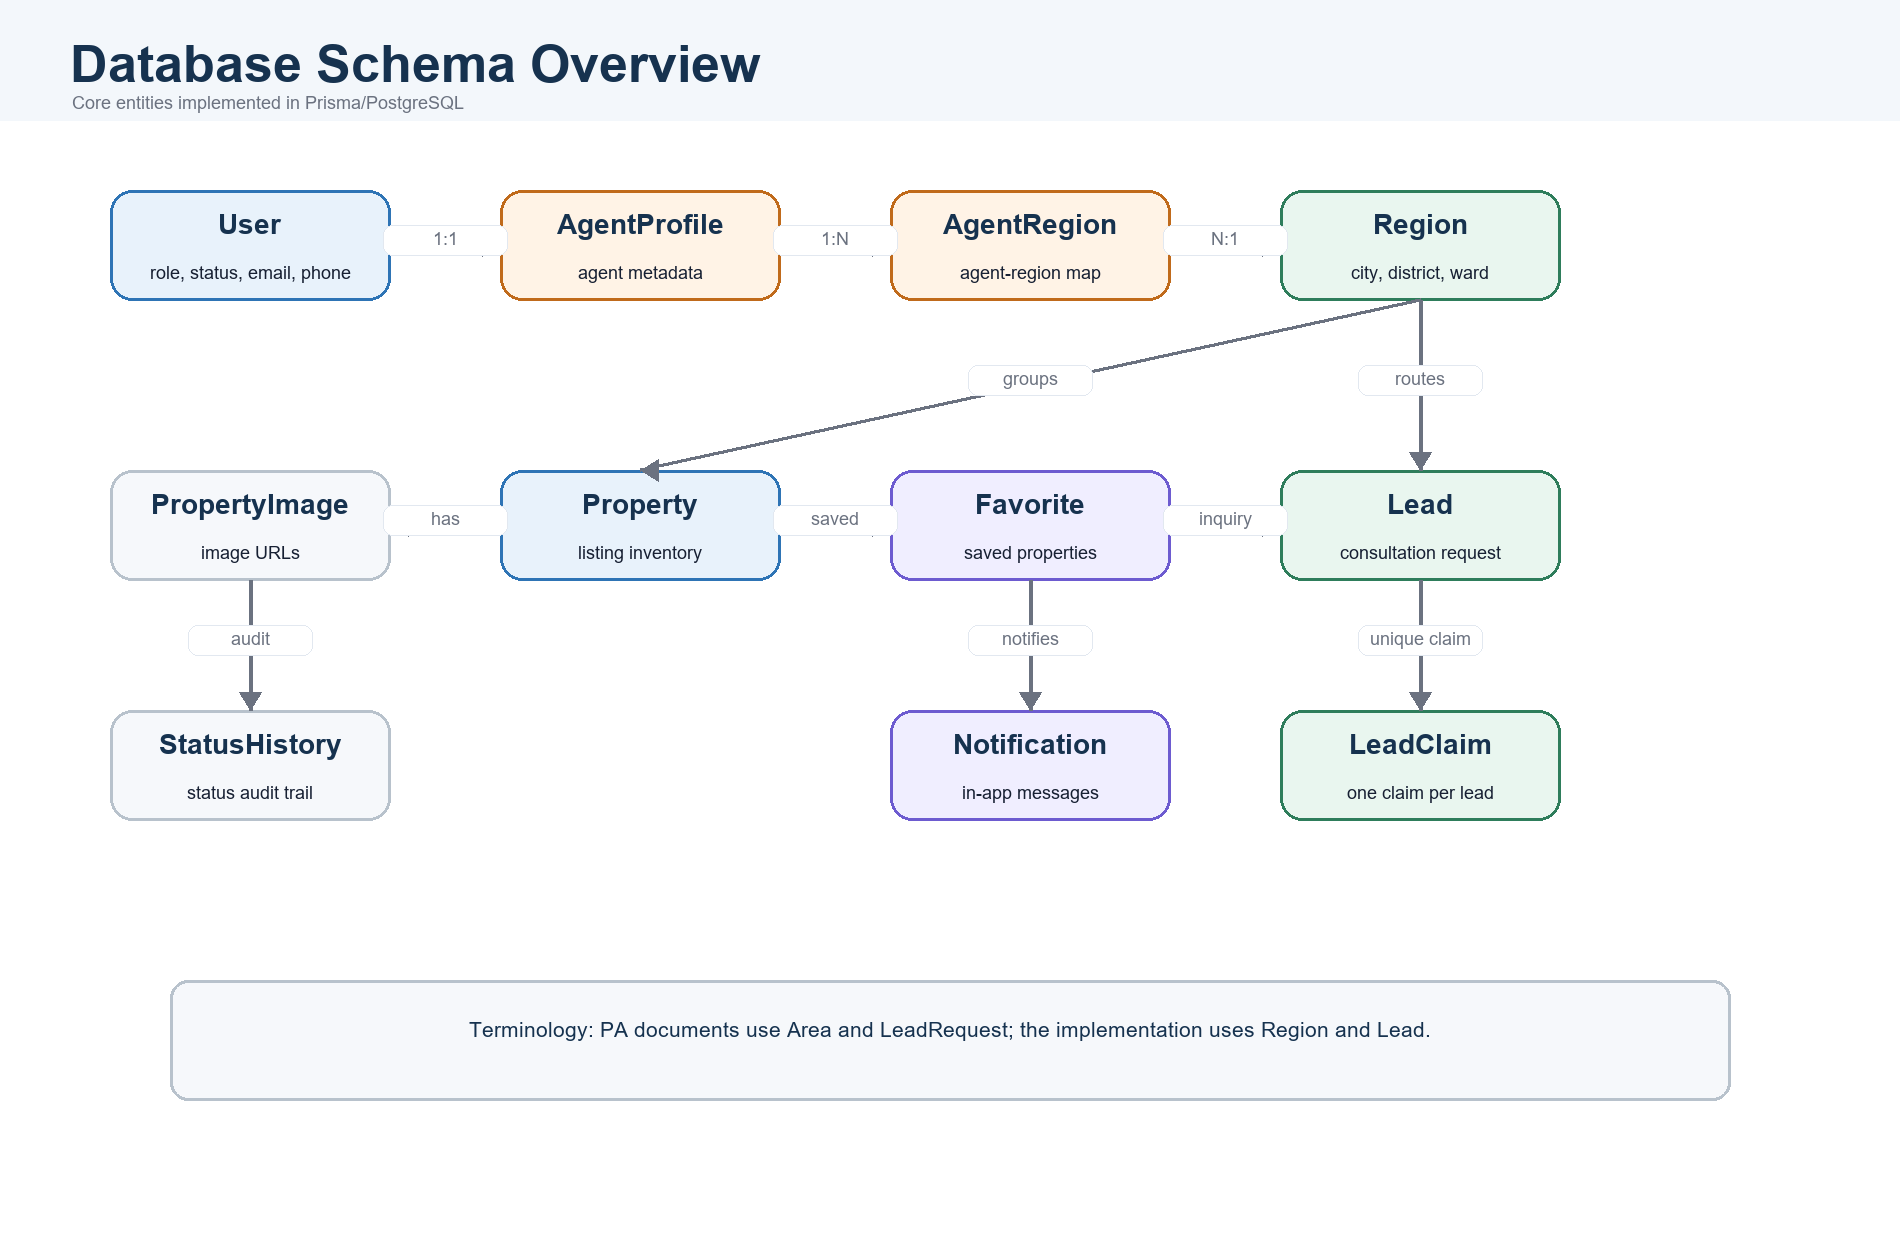 Database Schema Overview
Core entities implemented in Prisma/PostgreSQL
User
role, status, email, phone
1:1
AgentProfile
agent metadata
1:N
AgentRegion
agent-region map
N:1
Region
city, district, ward
groups
routes
PropertyImage
image URLs
has
Property
listing inventory
saved
Favorite
saved properties
inquiry
Lead
consultation request
audit
notifies
unique claim
StatusHistory
status audit trail
Notification
in-app messages
LeadClaim
one claim per lead
Terminology: PA documents use Area and LeadRequest; the implementation uses Region and Lead.